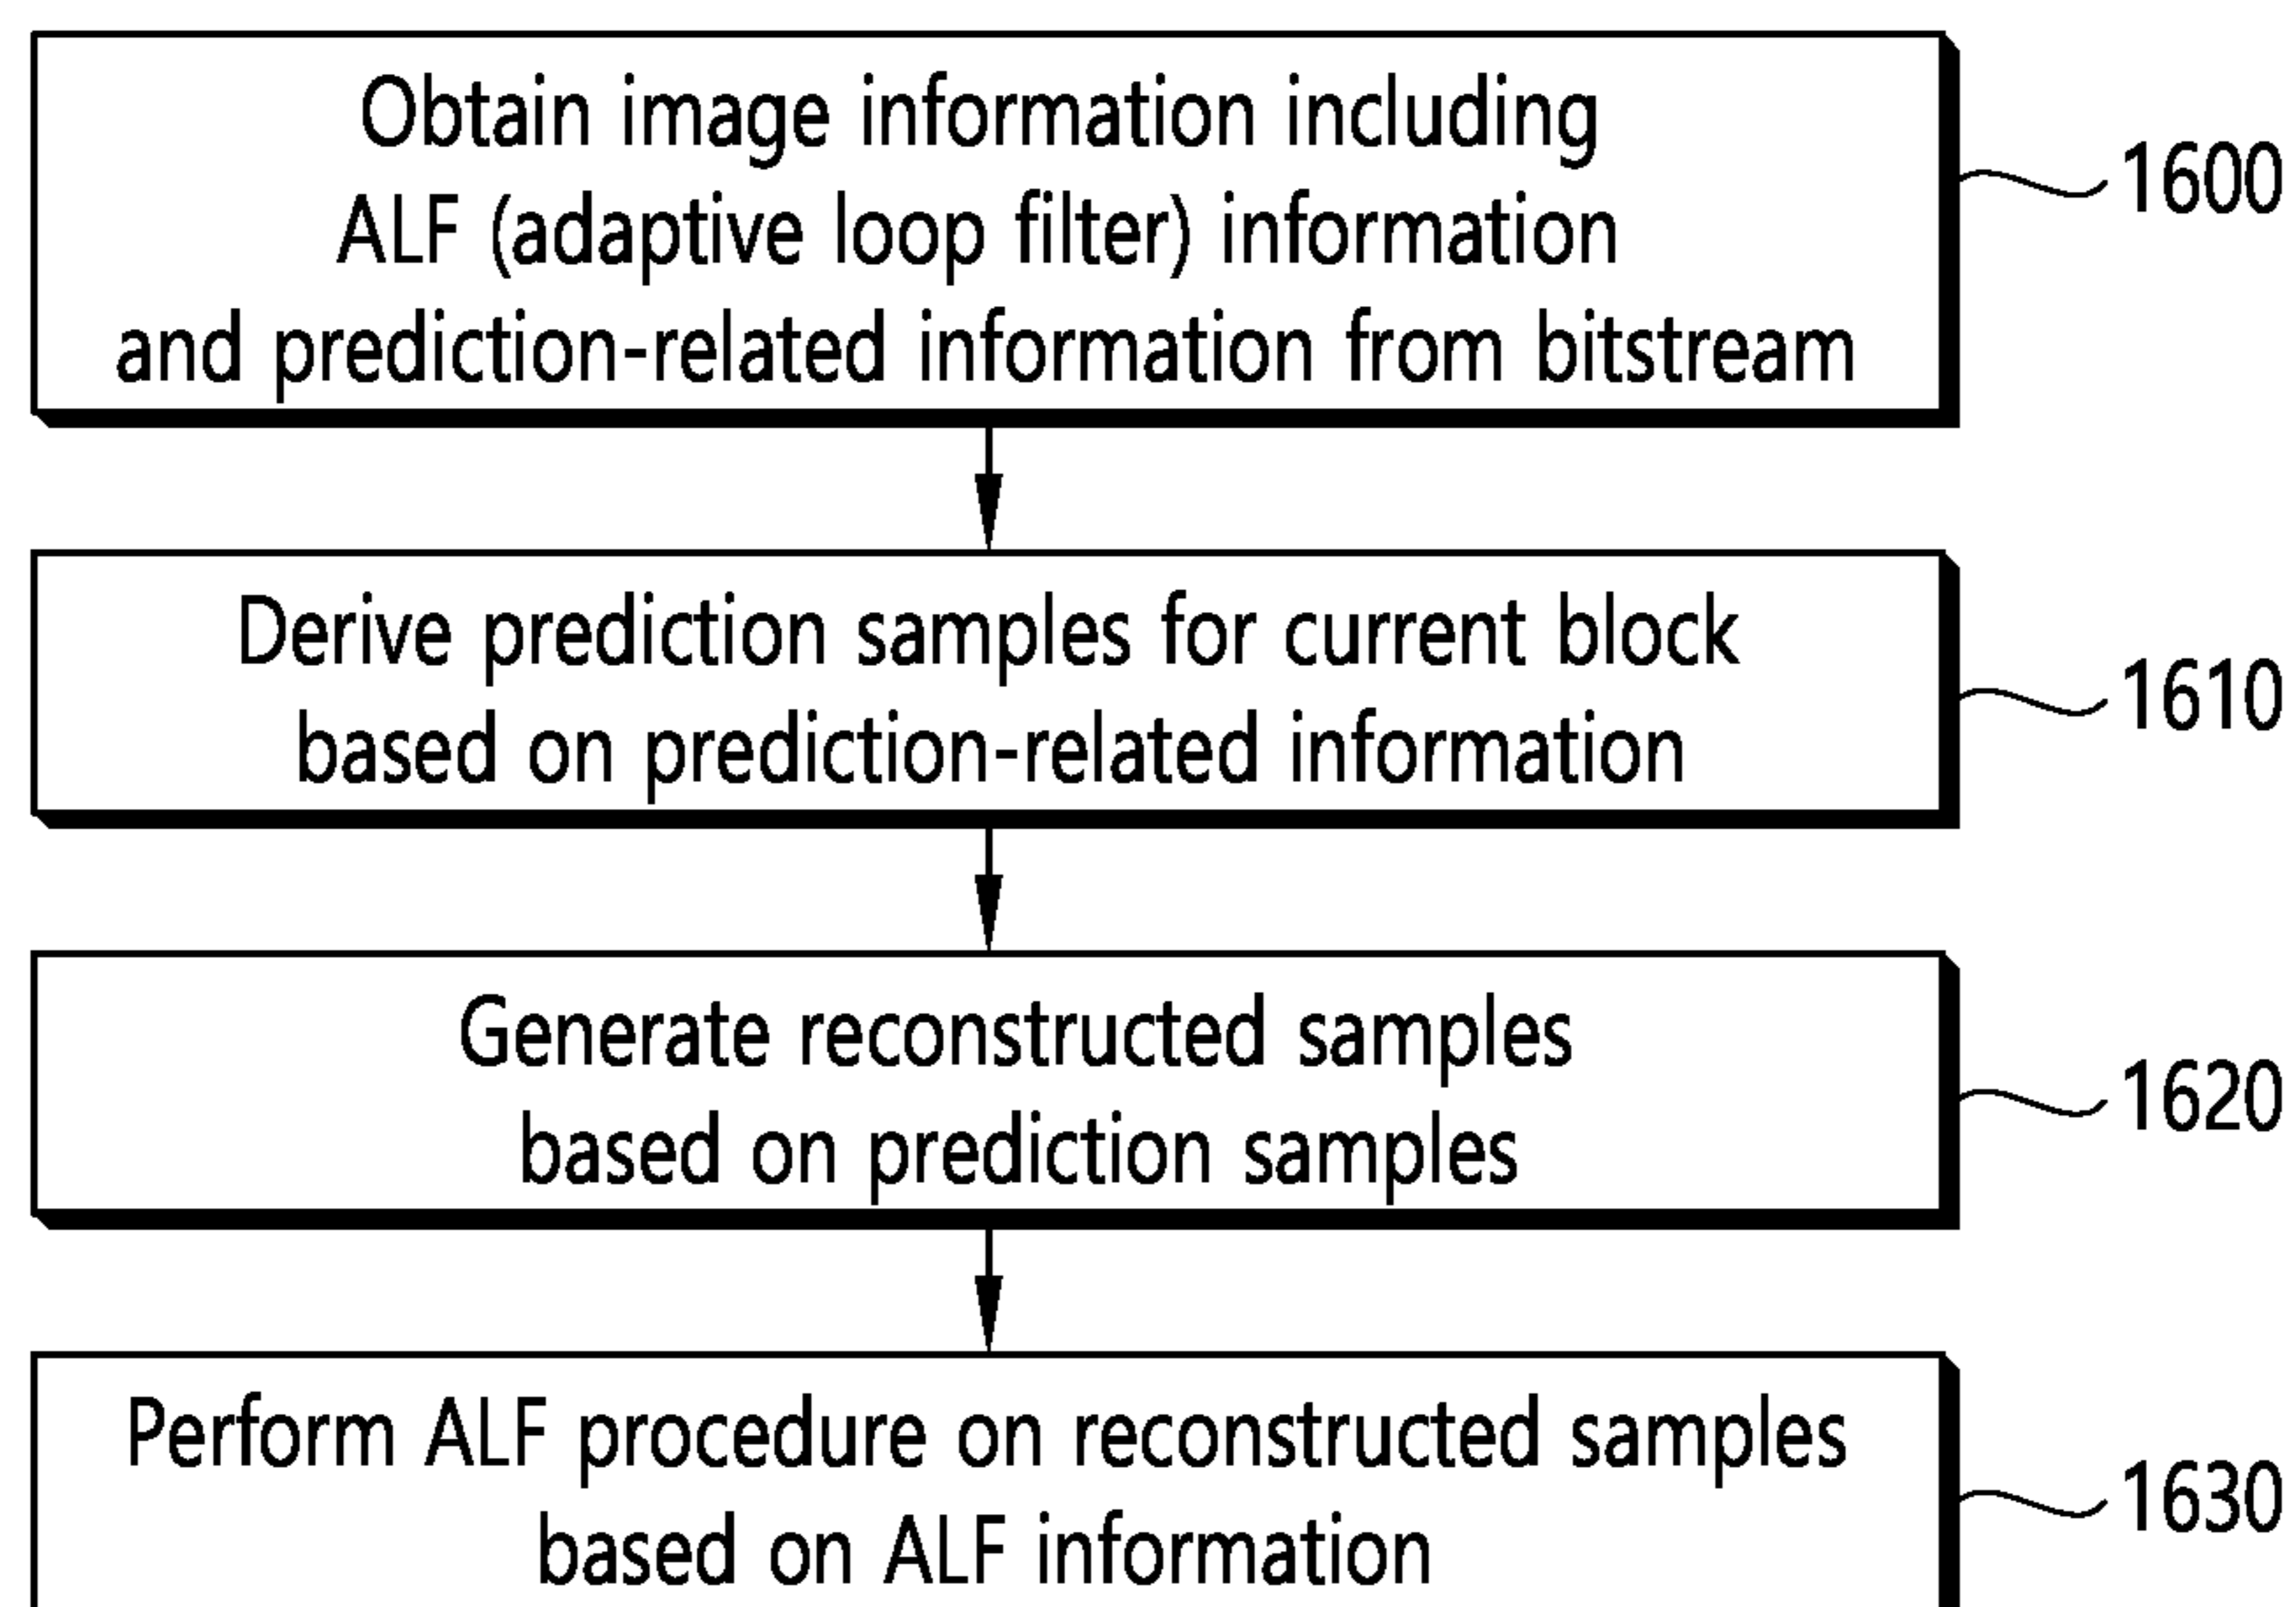 Obtain image information including
ALF (adaptive loop filter) information
and prediction-related information from bitstream
1600
Derive prediction samples for current block
based on prediction-related information
1610
Generate reconstructed samples
based on prediction samples
1620
Perform ALF procedure on reconstructed samples
based on ALF information
1630